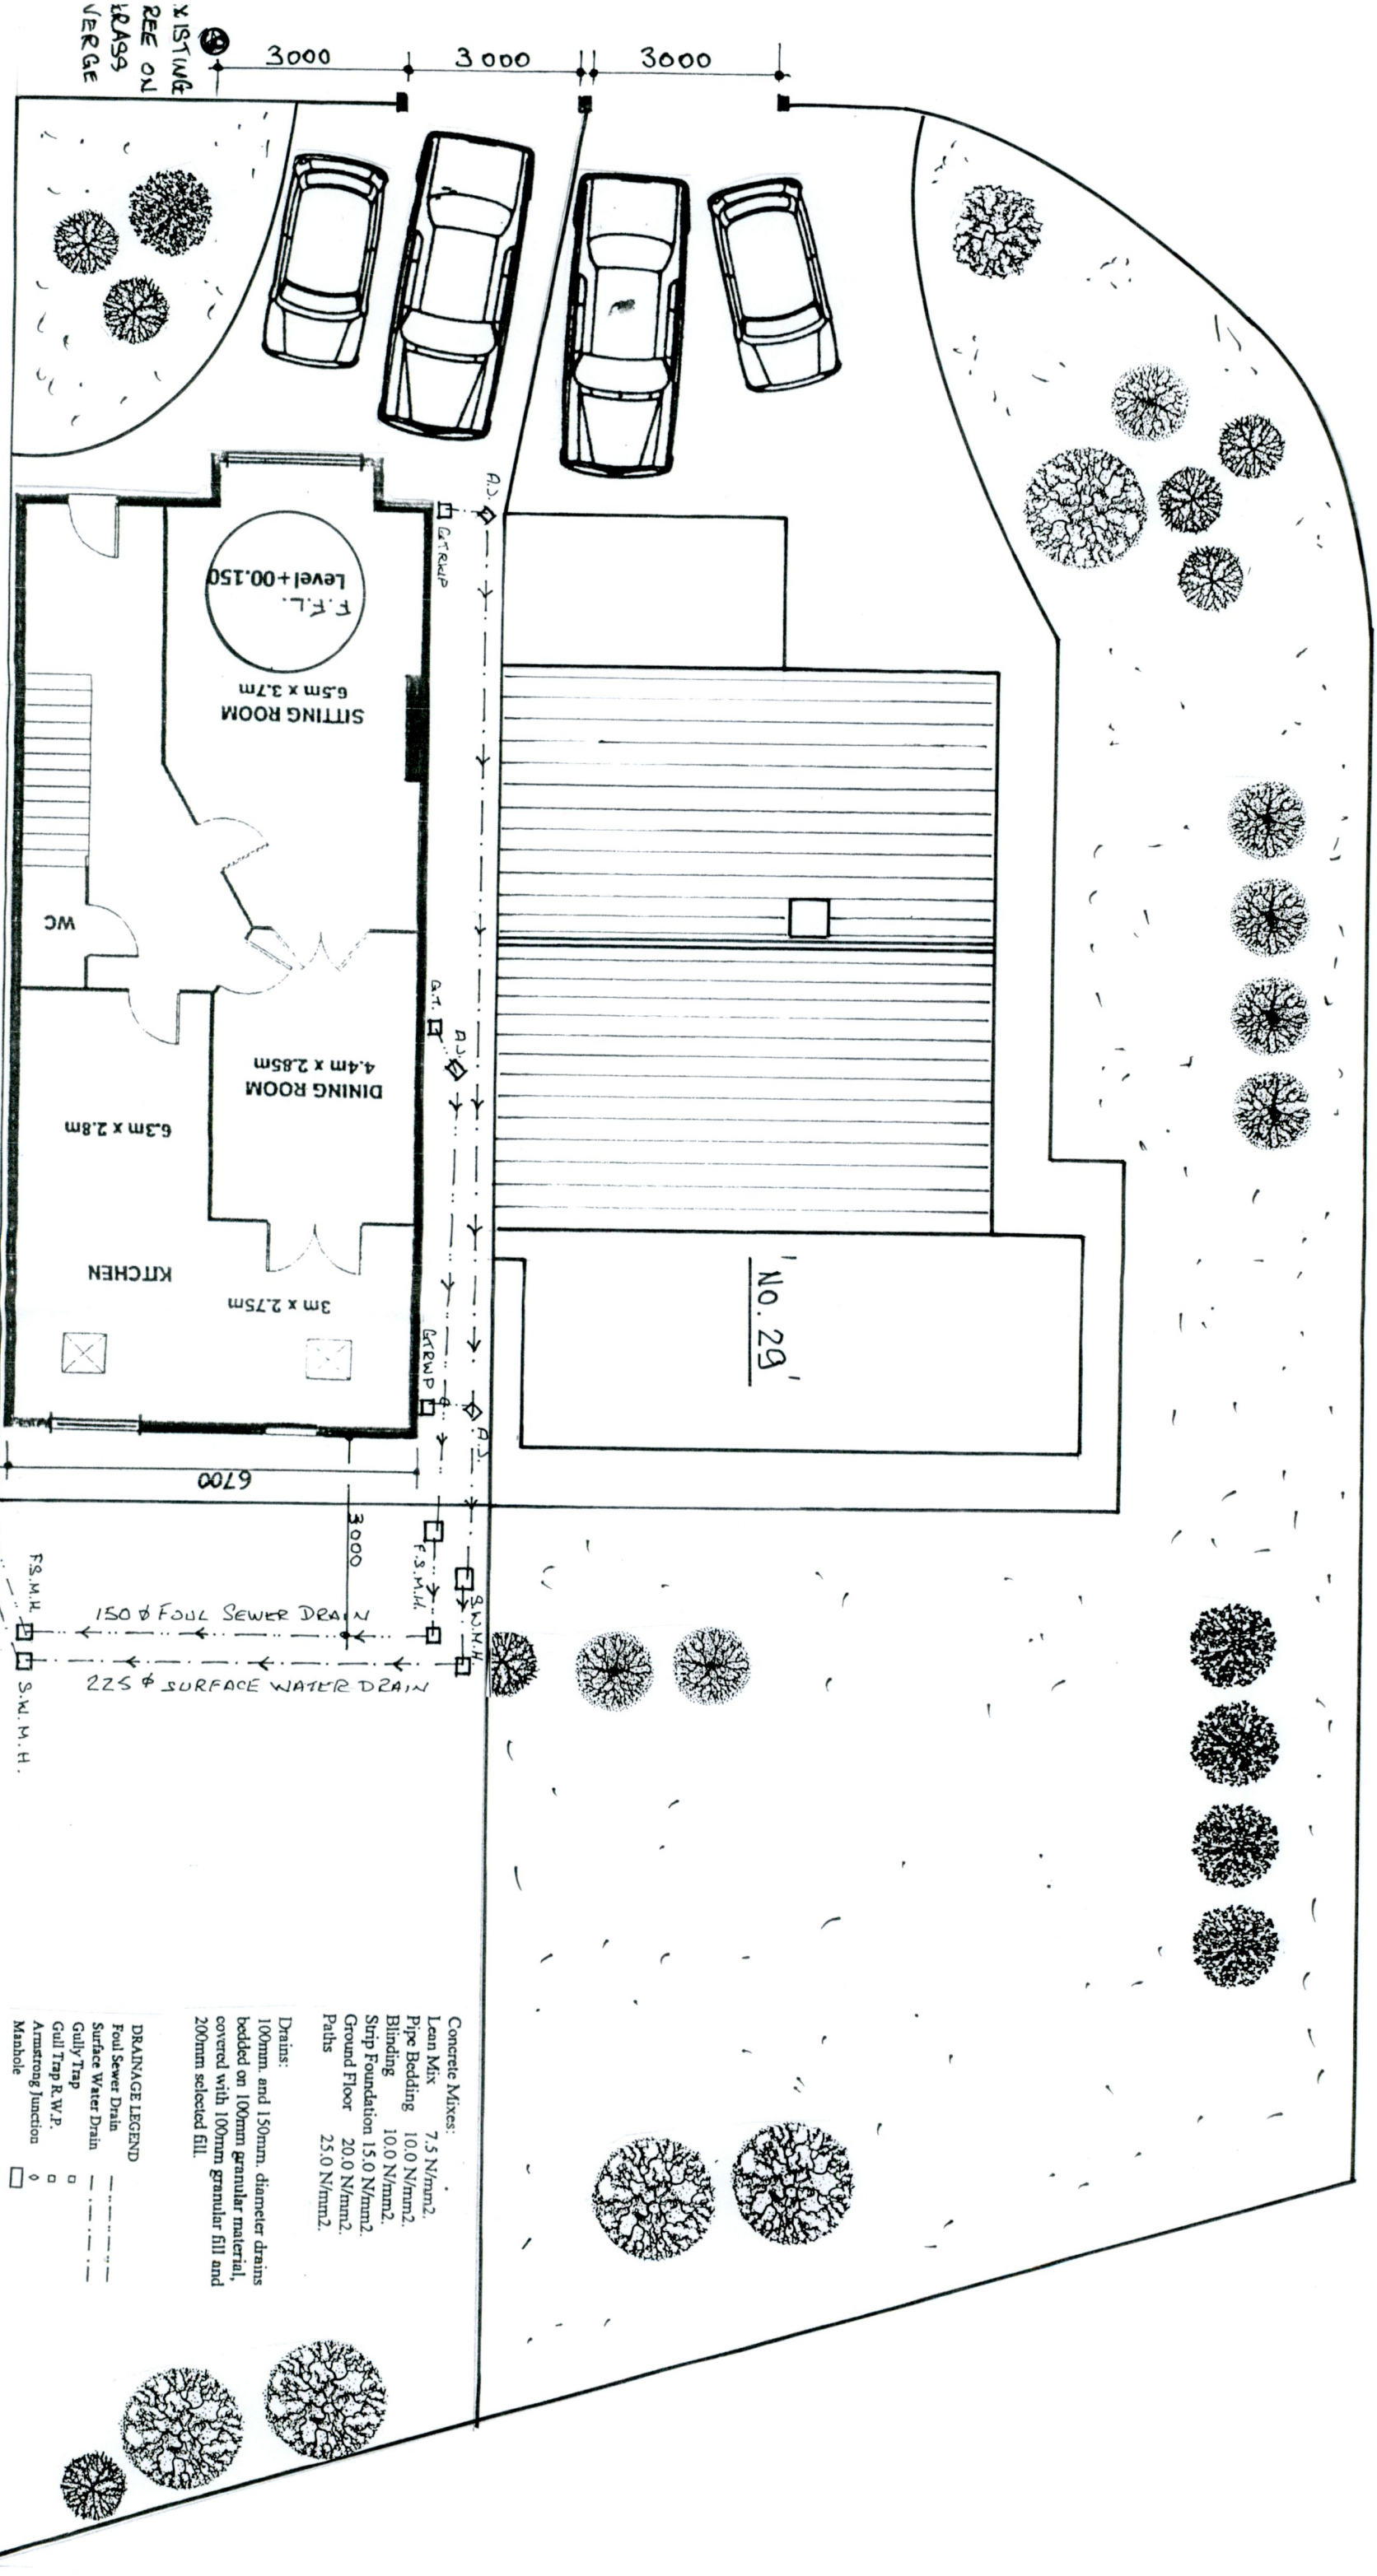 XISTING
REE ON
RASS
VERGE
3000
3000
3000
A.J.
GTRWP
F.F.L.
Level+00.150
SITTING ROOM
6.5m x 3.7m
WC
G.T.
A.J.
DINING ROOM
4.4m x 2.85m
6.3m x 2.8m
KITCHEN
3m x 2.75m
'No. 29'
GTRWP
A.J.
6700
3000
F.S.M.H.
F.S.M.H.
S.W.M.H
150 ϕ FOUL SEWER DRAIN
225 ϕ SURFACE WATER DRAIN
S.W.M.H.
Concrete Mixes:
Lean Mix 7.5 N/mm2.
Pipe Bedding 10.0 N/mm2.
Blinding 10.0 N/mm2.
Strip Foundation 15.0 N/mm2.
Ground Floor 20.0 N/mm2.
Paths 25.0 N/mm2.
Drains:
100mm. and 150mm. diameter drains
bedded on 100mm granular material,
covered with 100mm granular fill and
200mm selected fill.
DRAINAGE LEGEND
Foul Sewer Drain
Surface Water Drain
Gully Trap
Gull Trap R.W.P.
Armstrong Junction
Manhole